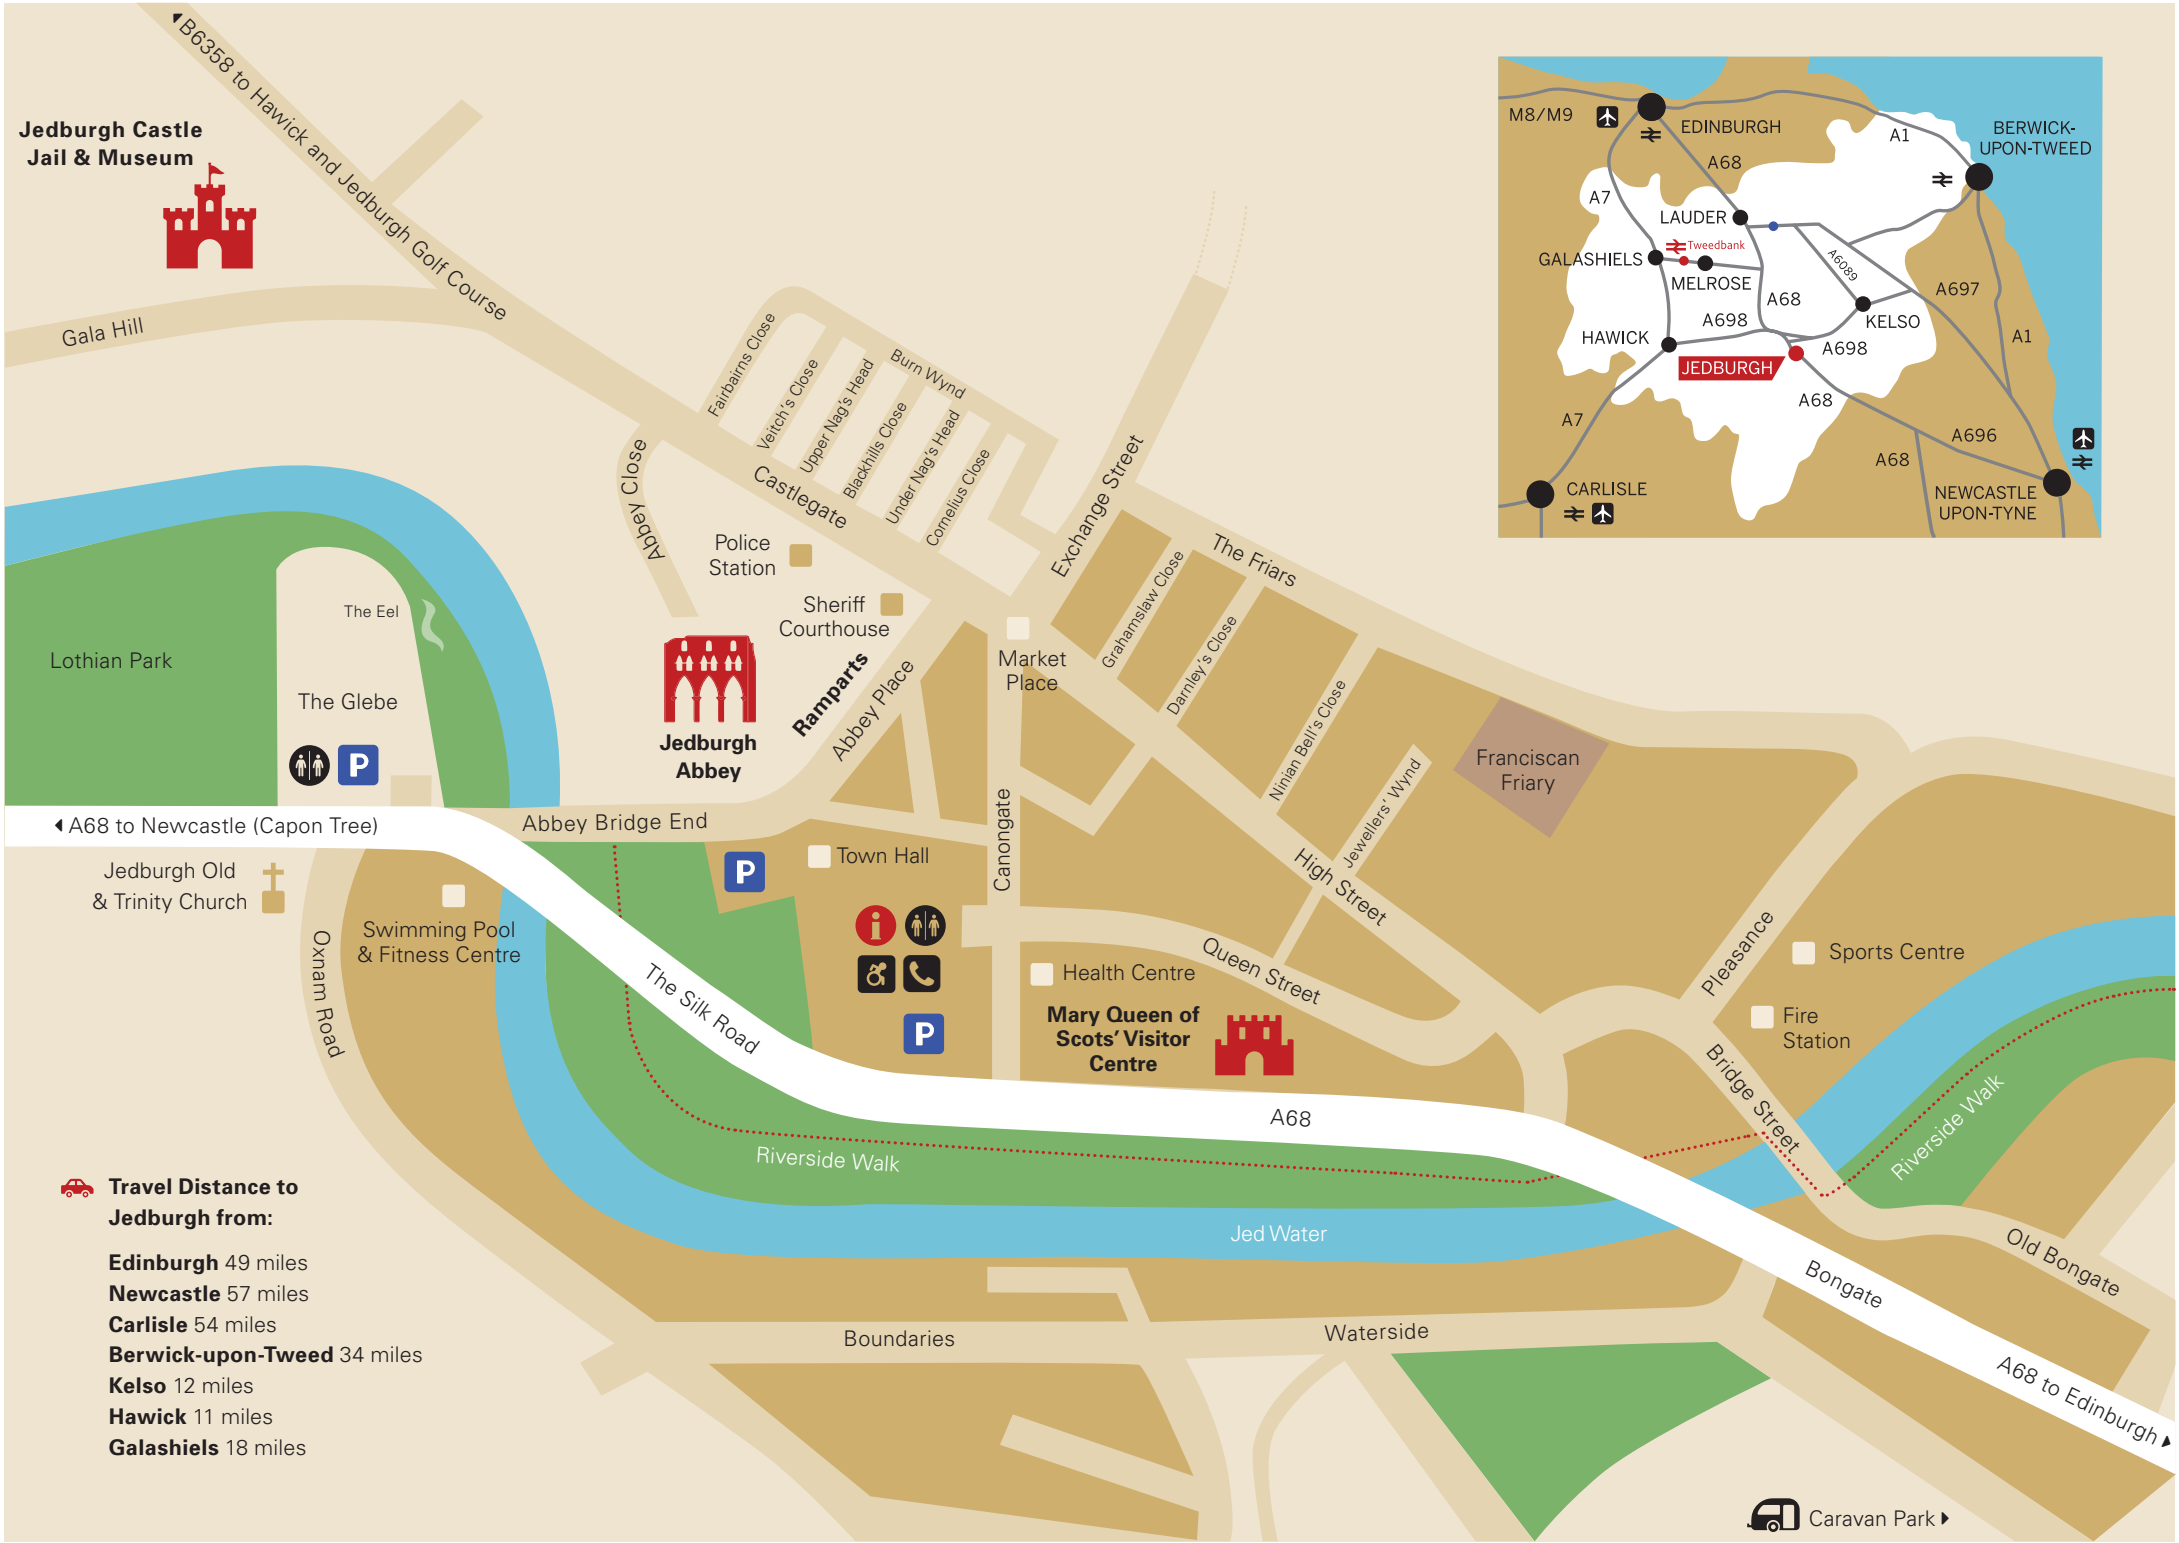 B6358 to Hawick and Jedburgh Golf Course
Jedburgh Castle
Jail & Museum
Gala Hill
Fairbairns Close
Veitch's Close
Upper Nag's Head
Blackhills Close
Under Nag's Head
Cornelius Close
Burn Wynd
Castlegate
Abbey Close
Exchange Street
The Friars
Police
Station
Sheriff
Courthouse
Ramparts
Abbey Place
Jedburgh
Abbey
Market
Place
Grahamslaw Close
Darnley's Close
Ninian Bell's Close
Jewellers' Wynd
Franciscan
Friary
The Eel
Lothian Park
The Glebe
P
A68 to Newcastle (Capon Tree)
Abbey Bridge End
Jedburgh Old
& Trinity Church
Swimming Pool
& Fitness Centre
Oxnam Road
P
Town Hall
i
P
Canongate
High Street
Queen Street
Health Centre
Mary Queen of
Scots' Visitor
Centre
Pleasance
Sports Centre
Fire
Station
Bridge Street
Riverside Walk
The Silk Road
A68
Riverside Walk
Jed Water
Old Bongate
Bongate
A68 to Edinburgh
Boundaries
Waterside
Caravan Park
Travel Distance to
Jedburgh from:
Edinburgh 49 miles
Newcastle 57 miles
Carlisle 54 miles
Berwick-upon-Tweed 34 miles
Kelso 12 miles
Hawick 11 miles
Galashiels 18 miles
M8/M9
EDINBURGH
A1
BERWICK-
UPON-TWEED
A68
A7
LAUDER
Tweedbank
GALASHIELS
MELROSE
A6089
A68
A697
A698
KELSO
HAWICK
A698
A1
JEDBURGH
A68
A7
A696
A68
CARLISLE
NEWCASTLE
UPON-TYNE